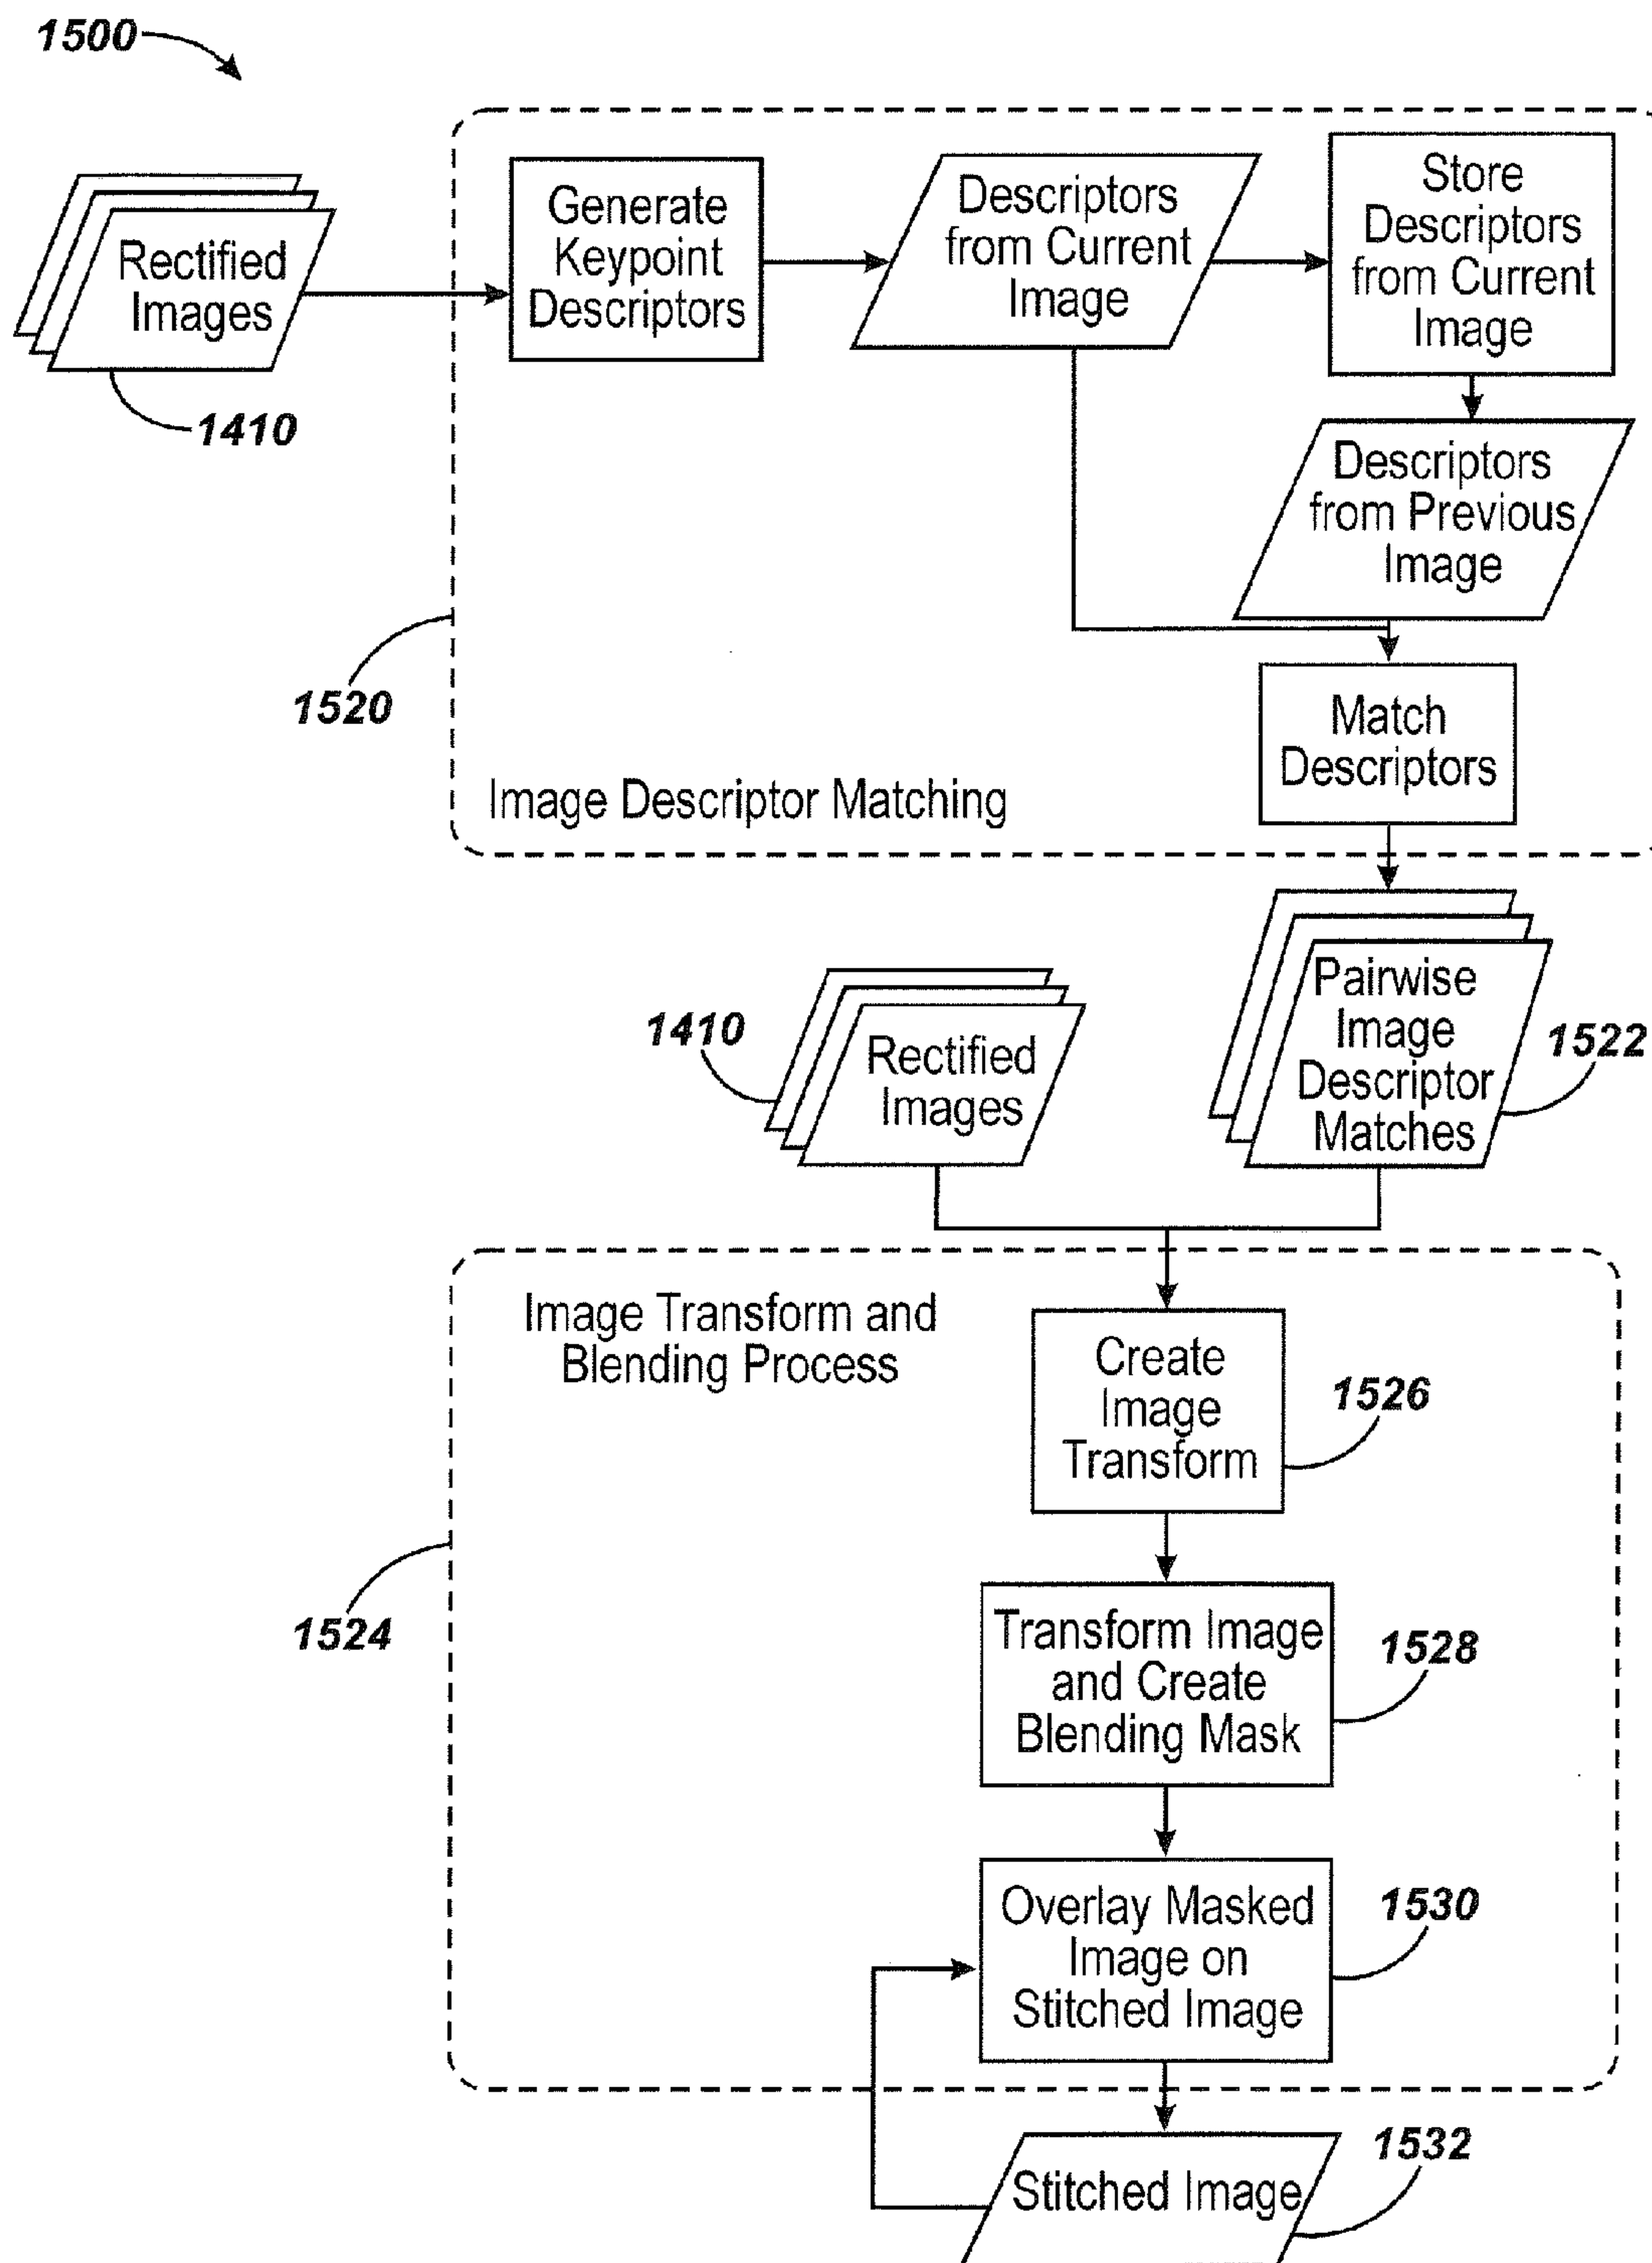 1500
Rectified
Images
1410
Generate
Keypoint
Descriptors
Descriptors
from Current
Image
Store
Descriptors
from Current
Image
Descriptors
from Previous
Image
1520
Match
Descriptors
Image Descriptor Matching
1410
Rectified
Images
Pairwise
Image
Descriptor
Matches
1522
Image Transform and
Blending Process
Create
Image
Transform
1526
1524
Transform Image
and Create
Blending Mask
1528
Overlay Masked
Image on
Stitched Image
1530
Stitched Image
1532